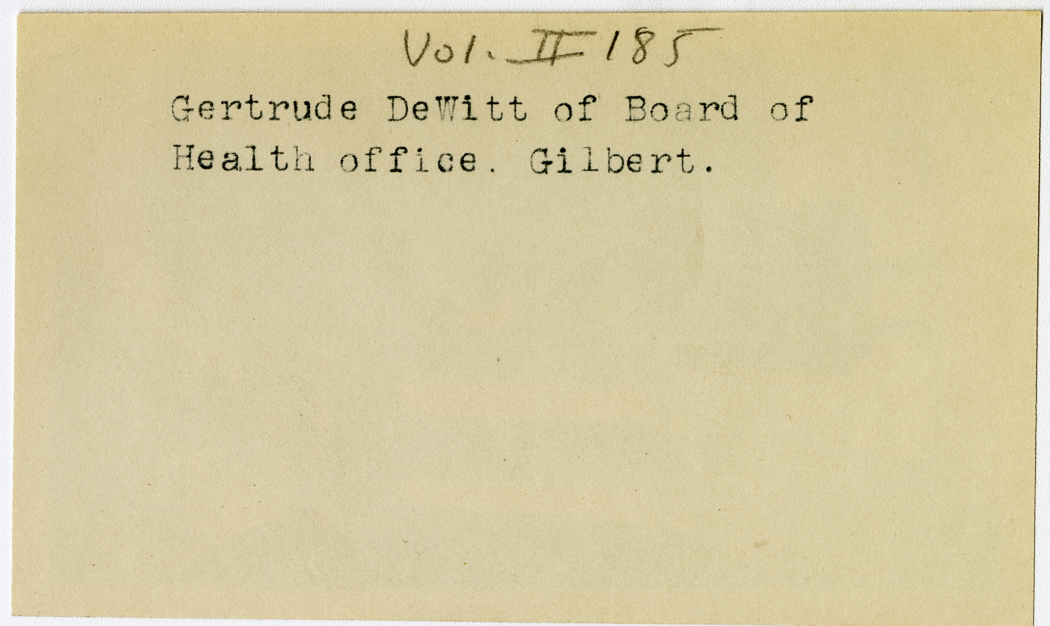 Vol. II 185
Gertrude DeWitt of Board of
Health office. Gilbert.